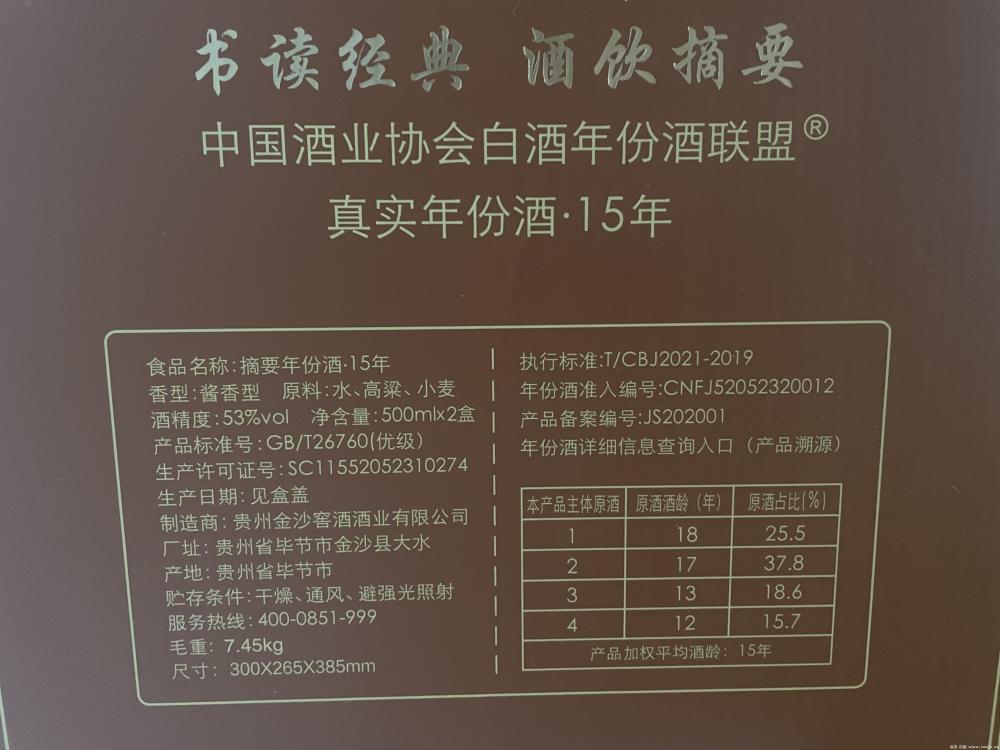 书读经典 酒饮摘要
中国酒业协会白酒年份酒联盟®
真实年份酒·15年
食品名称:摘要年份酒·15年
香型:酱香型 原料:水、高粱、小麦
酒精度:53%vol 净含量:500mlx2盒
产品标准号:GB/T26760(优级)
生产许可证号:SC11552052310274
生产日期:见盒盖
制造商:贵州金沙窖酒酒业有限公司
厂址:贵州省毕节市金沙县大水
产地:贵州省毕节市
贮存条件:干燥、通风、避强光照射
服务热线:400-0851-999
毛重: 7.45kg
尺寸: 300X265X385mm
执行标准:T/CBJ2021-2019
年份酒准入编号:CNFJ52052320012
产品备案编号:JS202001
年份酒详细信息查询入口（产品溯源）
本产品主体原酒 原酒酒龄（年） 原酒占比(%)
1 18 25.5
2 17 37.8
3 13 18.6
4 12 15.7
产品加权平均酒龄: 15年